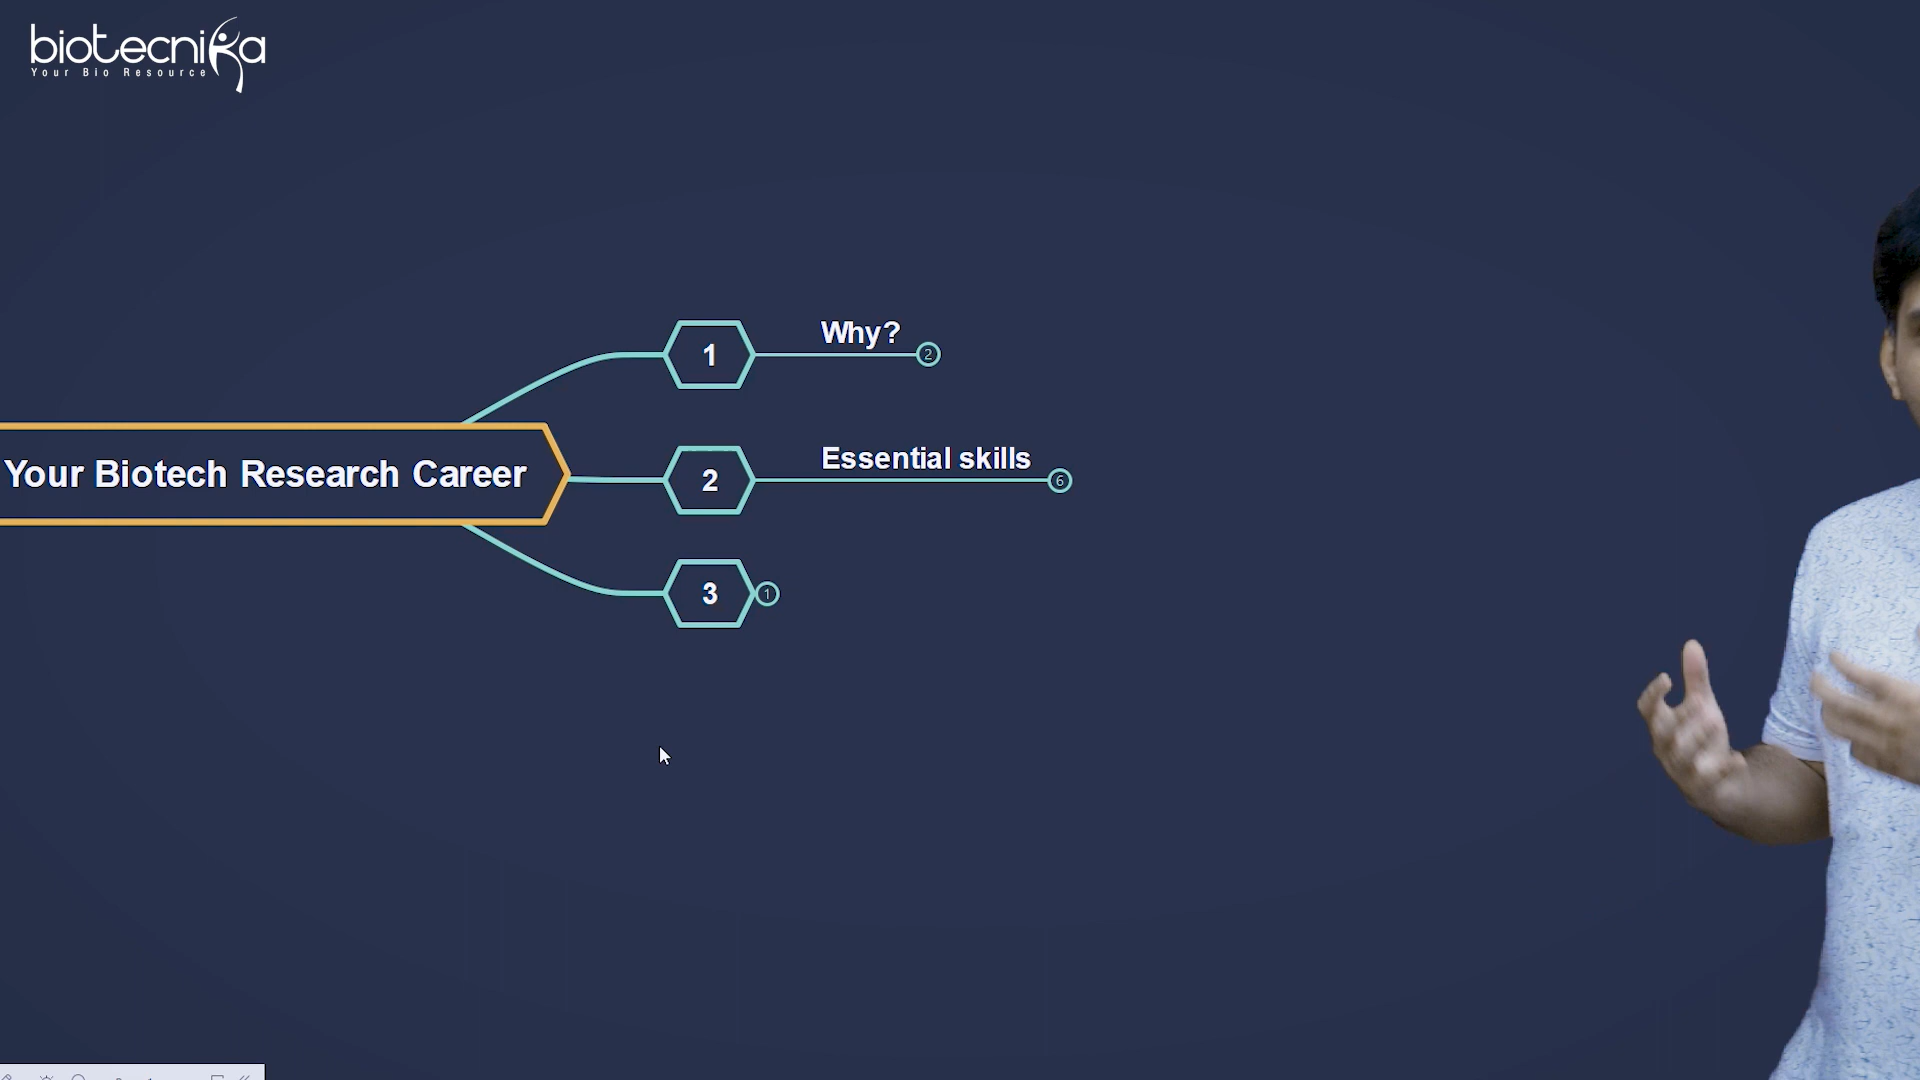 biotecnika
Your Bio Resource
Why?
1
2
Your Biotech Research Career
Essential skills
2
6
3
1